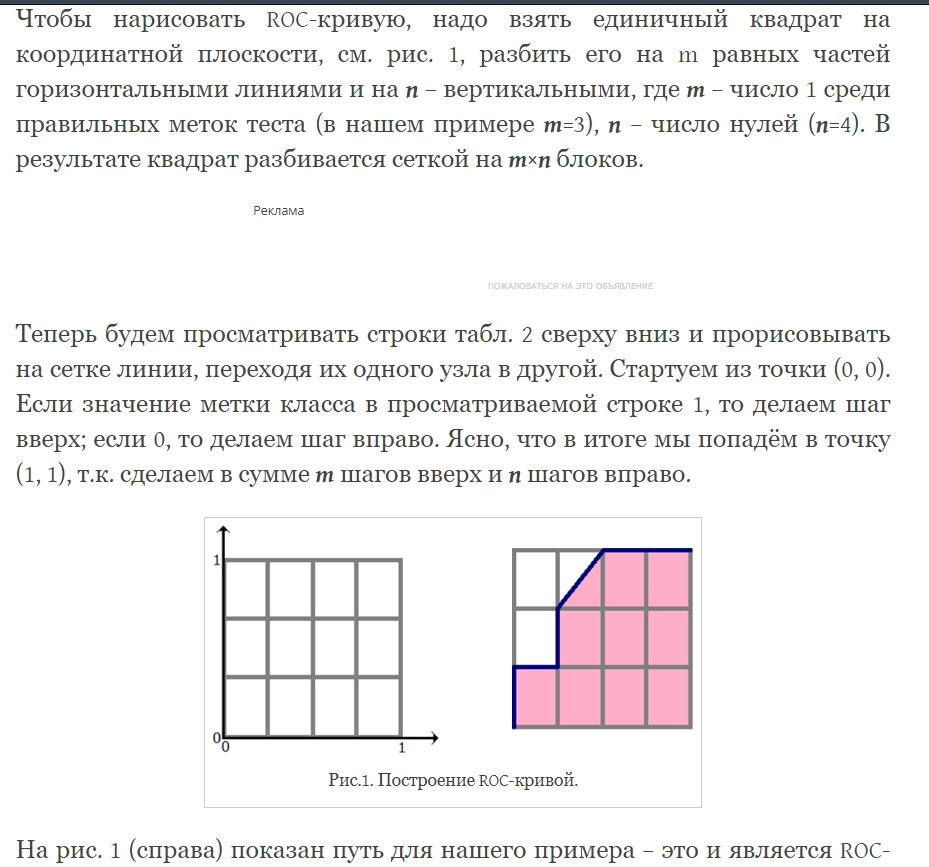 Чтобы нарисовать ROC-кривую, надо взять единичный квадрат на
координатной плоскости, см. рис. 1, разбить его на m равных частей
горизонтальными линиями и на n – вертикальными, где m – число 1 среди
правильных меток теста (в нашем примере m=3), n – число нулей (n=4). В
результате квадрат разбивается сеткой на m×n блоков.
Реклама
ПОЖАЛОВАТЬСЯ НА ЭТО ОБЪЯВЛЕНИЕ
Теперь будем просматривать строки табл. 2 сверху вниз и прорисовывать
на сетке линии, переходя их одного узла в другой. Стартуем из точки (0, 0).
Если значение метки класса в просматриваемой строке 1, то делаем шаг
вверх; если 0, то делаем шаг вправо. Ясно, что в итоге мы попадём в точку
(1, 1), т.к. сделаем в сумме m шагов вверх и n шагов вправо.
1
0
0
1
Рис.1. Построение ROC-кривой.
На рис. 1 (справа) показан путь для нашего примера – это и является ROC-